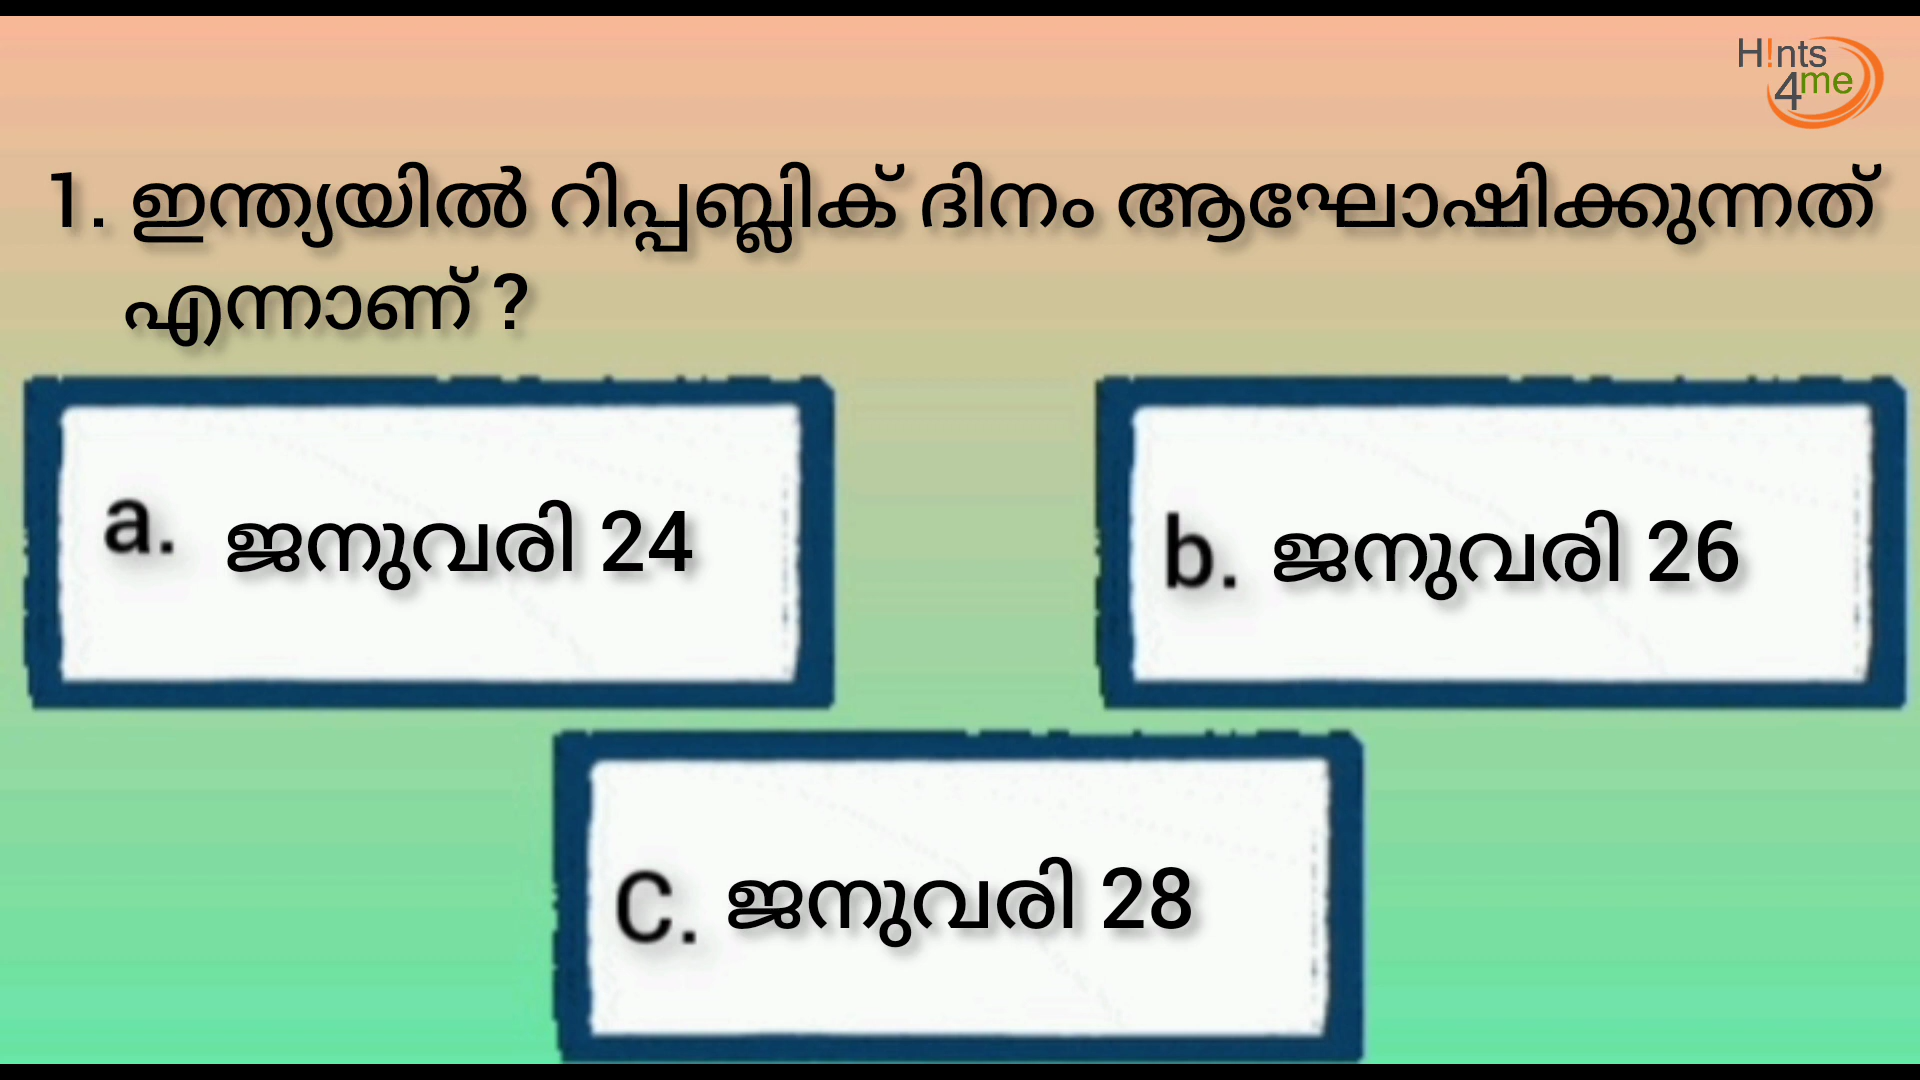 H!nts
4me
1. ഇന്ത്യയിൽ റിപ്പബ്ലിക് ദിനം ആഘോഷിക്കുന്നത്
എന്നാണ് ?
a. ജനുവരി 24
b. ജനുവരി 26
C. ജനുവരി 28